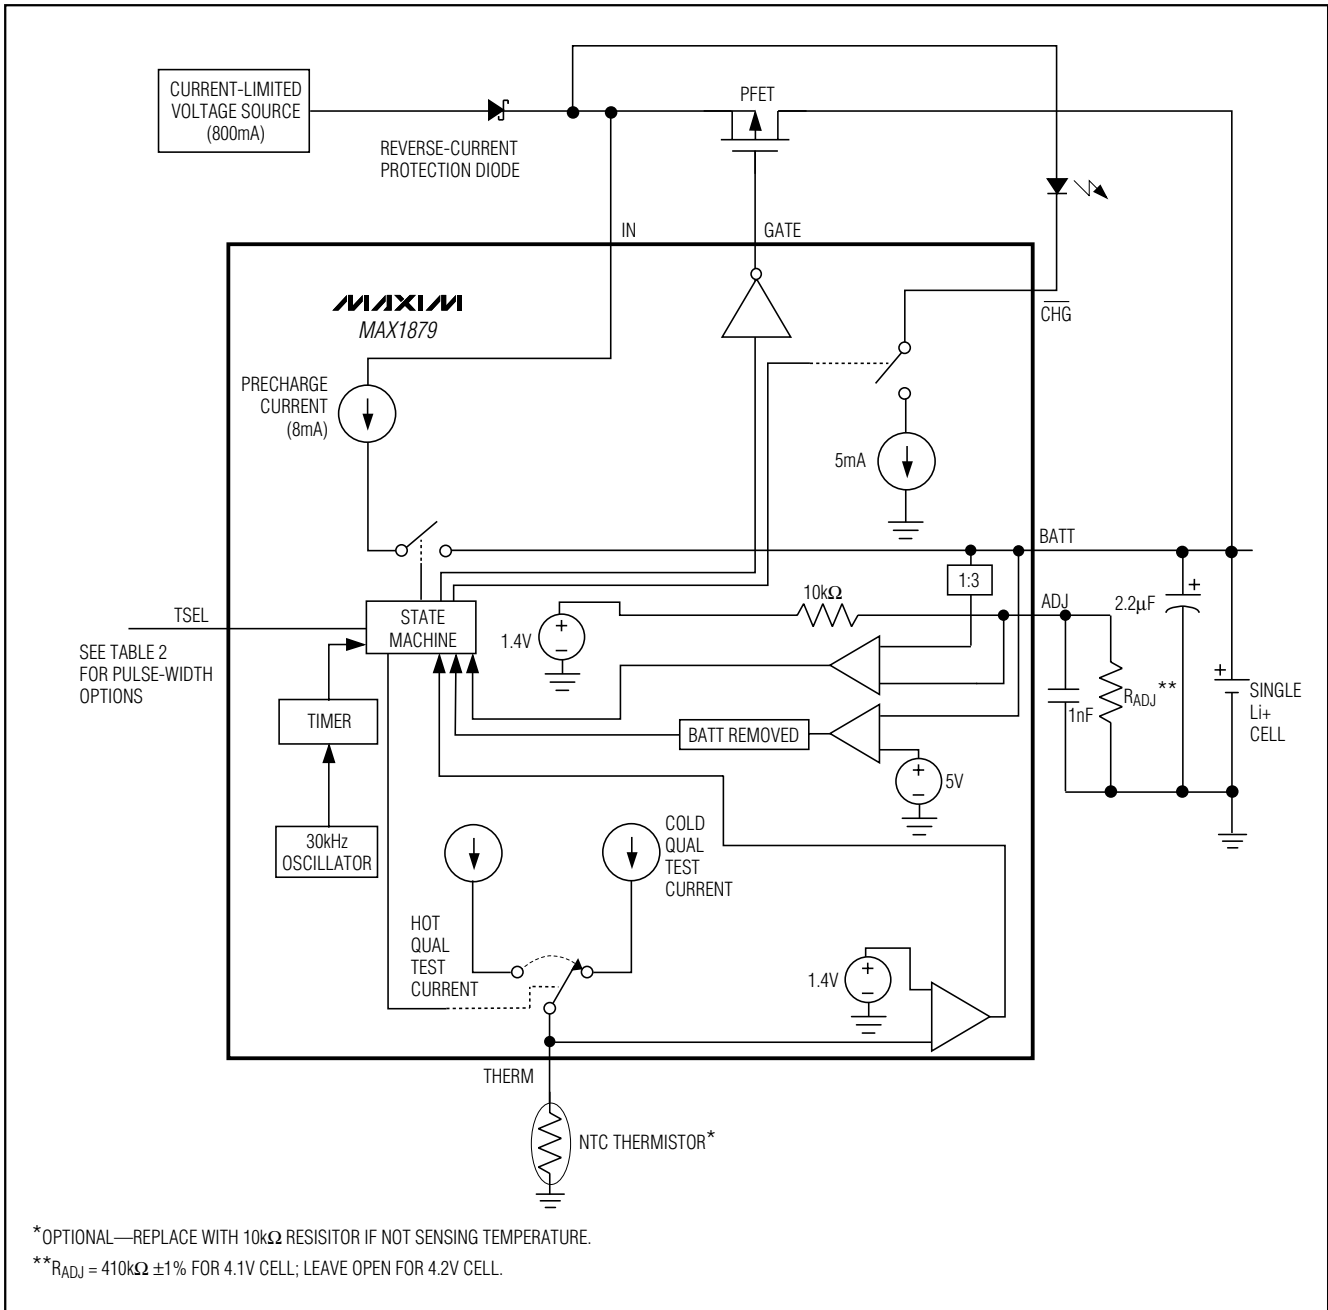 CURRENT-LIMITED
VOLTAGE SOURCE
(800mA)
REVERSE-CURRENT
PROTECTION DIODE
PFET
IN
GATE
MAXIM
MAX1879
CHG
PRECHARGE
CURRENT
(8mA)
5mA
BATT
1:3
10kΩ
ADJ
2.2µF
+
TSEL
STATE
MACHINE
1.4V
+
−
SEE TABLE 2
FOR PULSE-WIDTH
OPTIONS
1nF
RADJ**
+
SINGLE
Li+
CELL
TIMER
BATT REMOVED
+
−
5V
30kHz
OSCILLATOR
COLD
QUAL
TEST
CURRENT
HOT
QUAL
TEST
CURRENT
1.4V
+
−
THERM
NTC THERMISTOR*
*OPTIONAL—REPLACE WITH 10kΩ RESISITOR IF NOT SENSING TEMPERATURE.
**RADJ = 410kΩ ±1% FOR 4.1V CELL; LEAVE OPEN FOR 4.2V CELL.